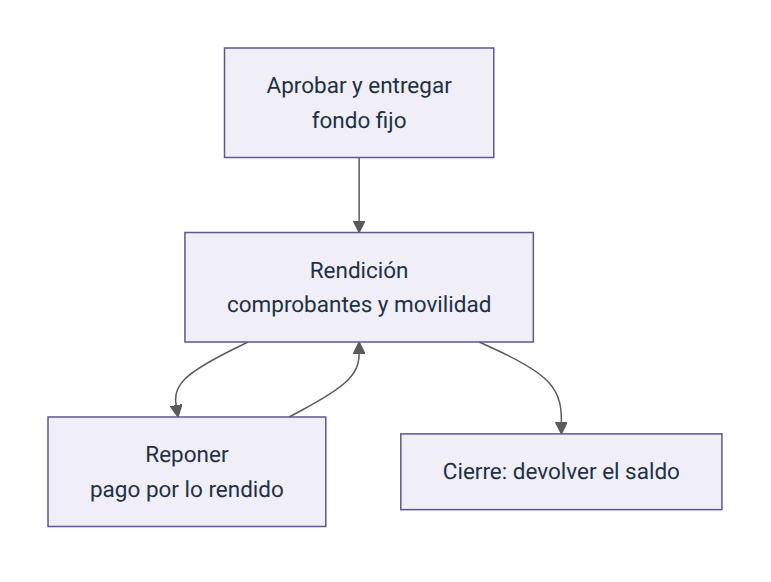 Aprobar y entregar
fondo fijo
Rendición
comprobantes y movilidad
Reponer
pago por lo rendido
Cierre: devolver el saldo